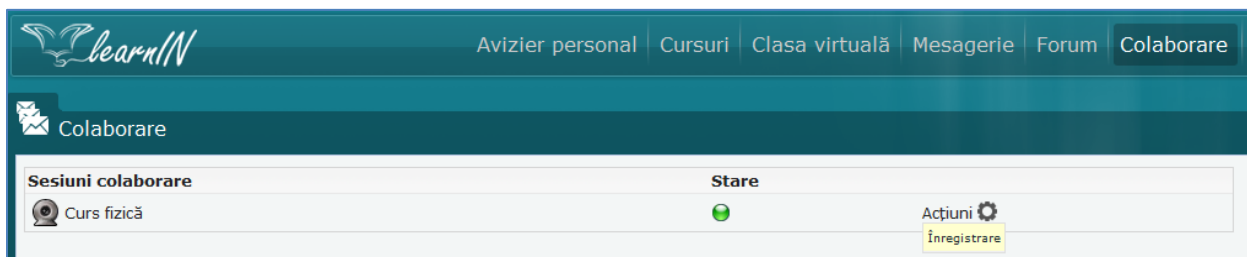 learnIN
Avizier personal Cursuri Clasa virtuală Mesagerie Forum Colaborare
Colaborare
Sesiuni colaborare Stare
Curs fizică Acțiuni
Înregistrare